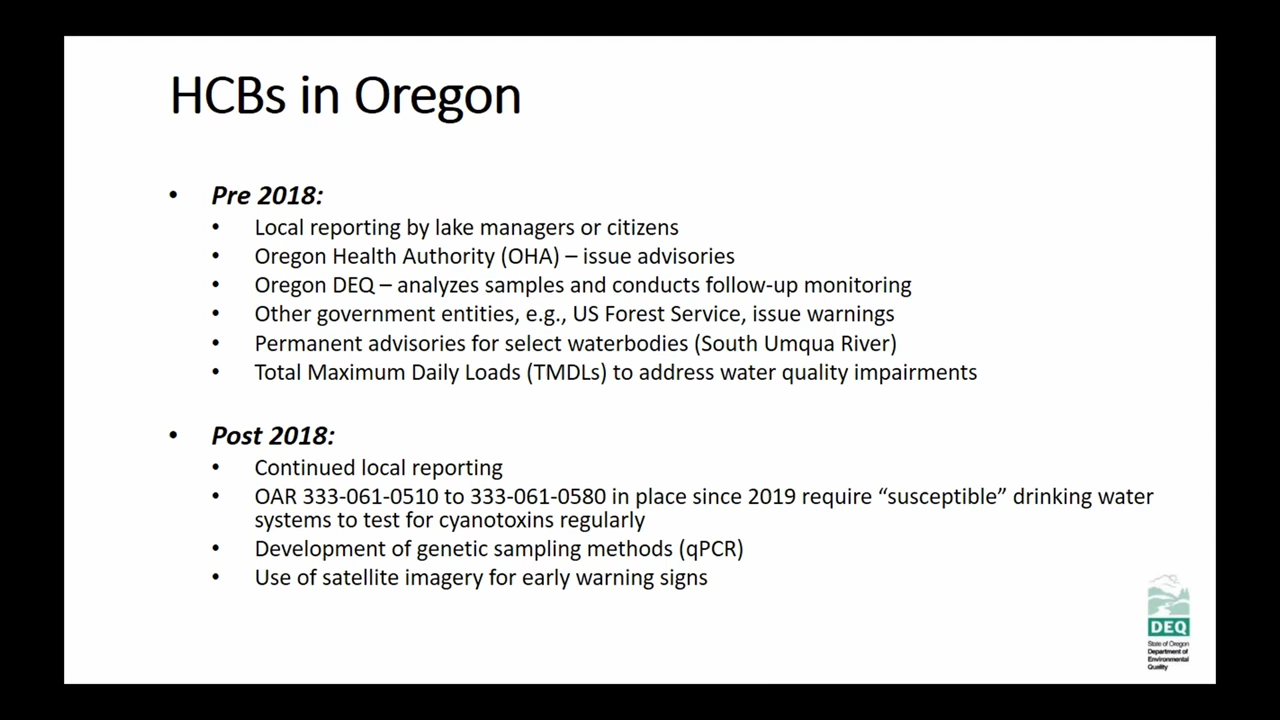 HCBs in Oregon
• Pre 2018:
• Local reporting by lake managers or citizens
• Oregon Health Authority (OHA) – issue advisories
• Oregon DEQ – analyzes samples and conducts follow-up monitoring
• Other government entities, e.g., US Forest Service, issue warnings
• Permanent advisories for select waterbodies (South Umqua River)
• Total Maximum Daily Loads (TMDLs) to address water quality impairments
• Post 2018:
• Continued local reporting
• OAR 333-061-0510 to 333-061-0580 in place since 2019 require “susceptible” drinking water
systems to test for cyanotoxins regularly
• Development of genetic sampling methods (qPCR)
• Use of satellite imagery for early warning signs
DEQ
State of Oregon
Department of
Environmental
Quality